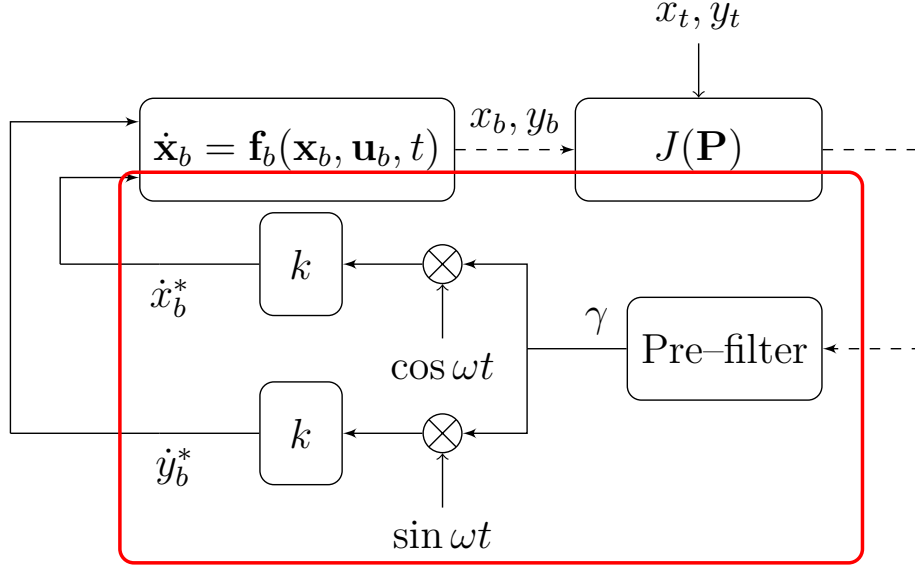 x_t, y_t
ẋ_b = f_b(x_b, u_b, t)
x_b, y_b
J(P)
k
ẋ_b^*
γ
Pre–filter
cos ωt
k
ẏ_b^*
sin ωt